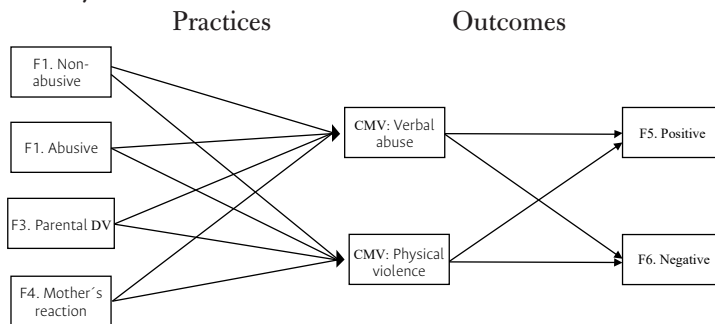 Practices
Outcomes
F1. Non-
abusive
F1. Abusive
F3. Parental DV
F4. Mother´s
reaction
CMV: Verbal
abuse
CMV: Physical
violence
F5. Positive
F6. Negative